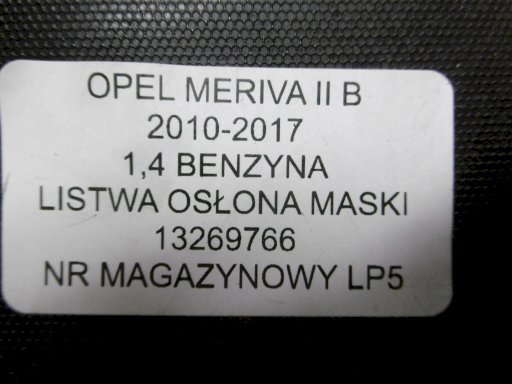 OPEL MERIVA II B
2010-2017
1,4 BENZYNA
LISTWA OSŁONA MASKI
13269766
NR MAGAZYNOWY LP5